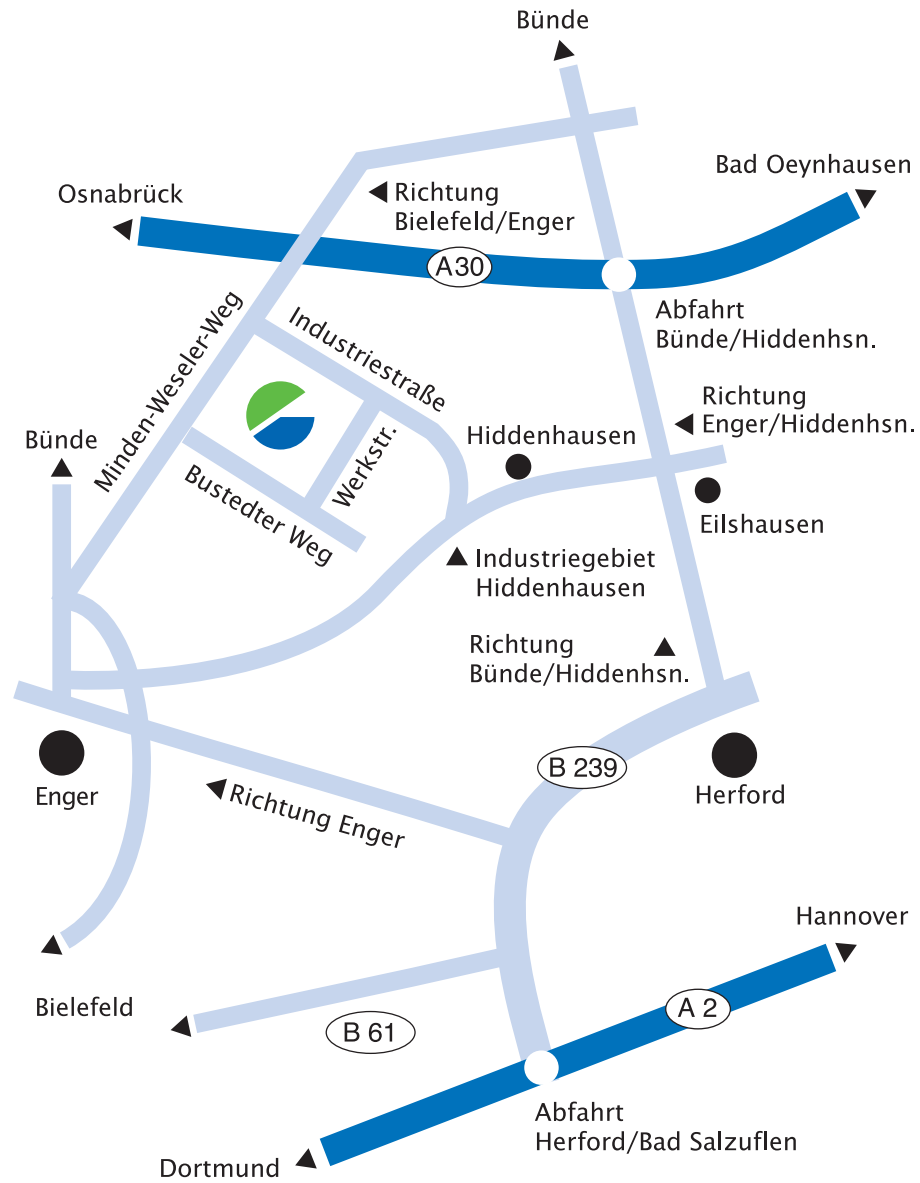 Bünde
Bad Oeynhausen
Osnabrück
Richtung
Bielefeld/Enger
A30
Abfahrt
Bünde/Hiddenhsn.
Minden-Weseler-Weg
Industriestraße
Richtung
Enger/Hiddenhsn.
Bünde
Hiddenhausen
Werkstr.
Bustedter Weg
Eilshausen
Industriegebiet
Hiddenhausen
Richtung
Bünde/Hiddenhsn.
B 239
Enger
Herford
Richtung Enger
Hannover
Bielefeld
A 2
B 61
Abfahrt
Herford/Bad Salzuflen
Dortmund